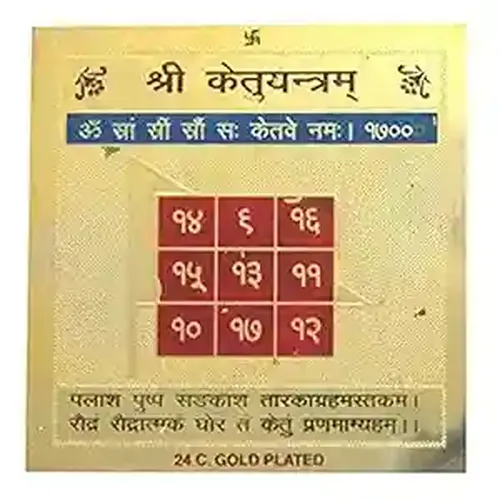 श्री केतुयन्त्रम्
ॐ स्रां स्रीं स्रौं सः केतवे नमः। १७०००
१४ ९ १६
१५ १३ ११
१० १७ १२
पलाश पुष्प सङकाश तारकाग्रहमस्तकम।
रौद्रं रौद्रात्मकं घोर त केतुं प्रणमाम्यहम्।।
24 C. GOLD PLATED